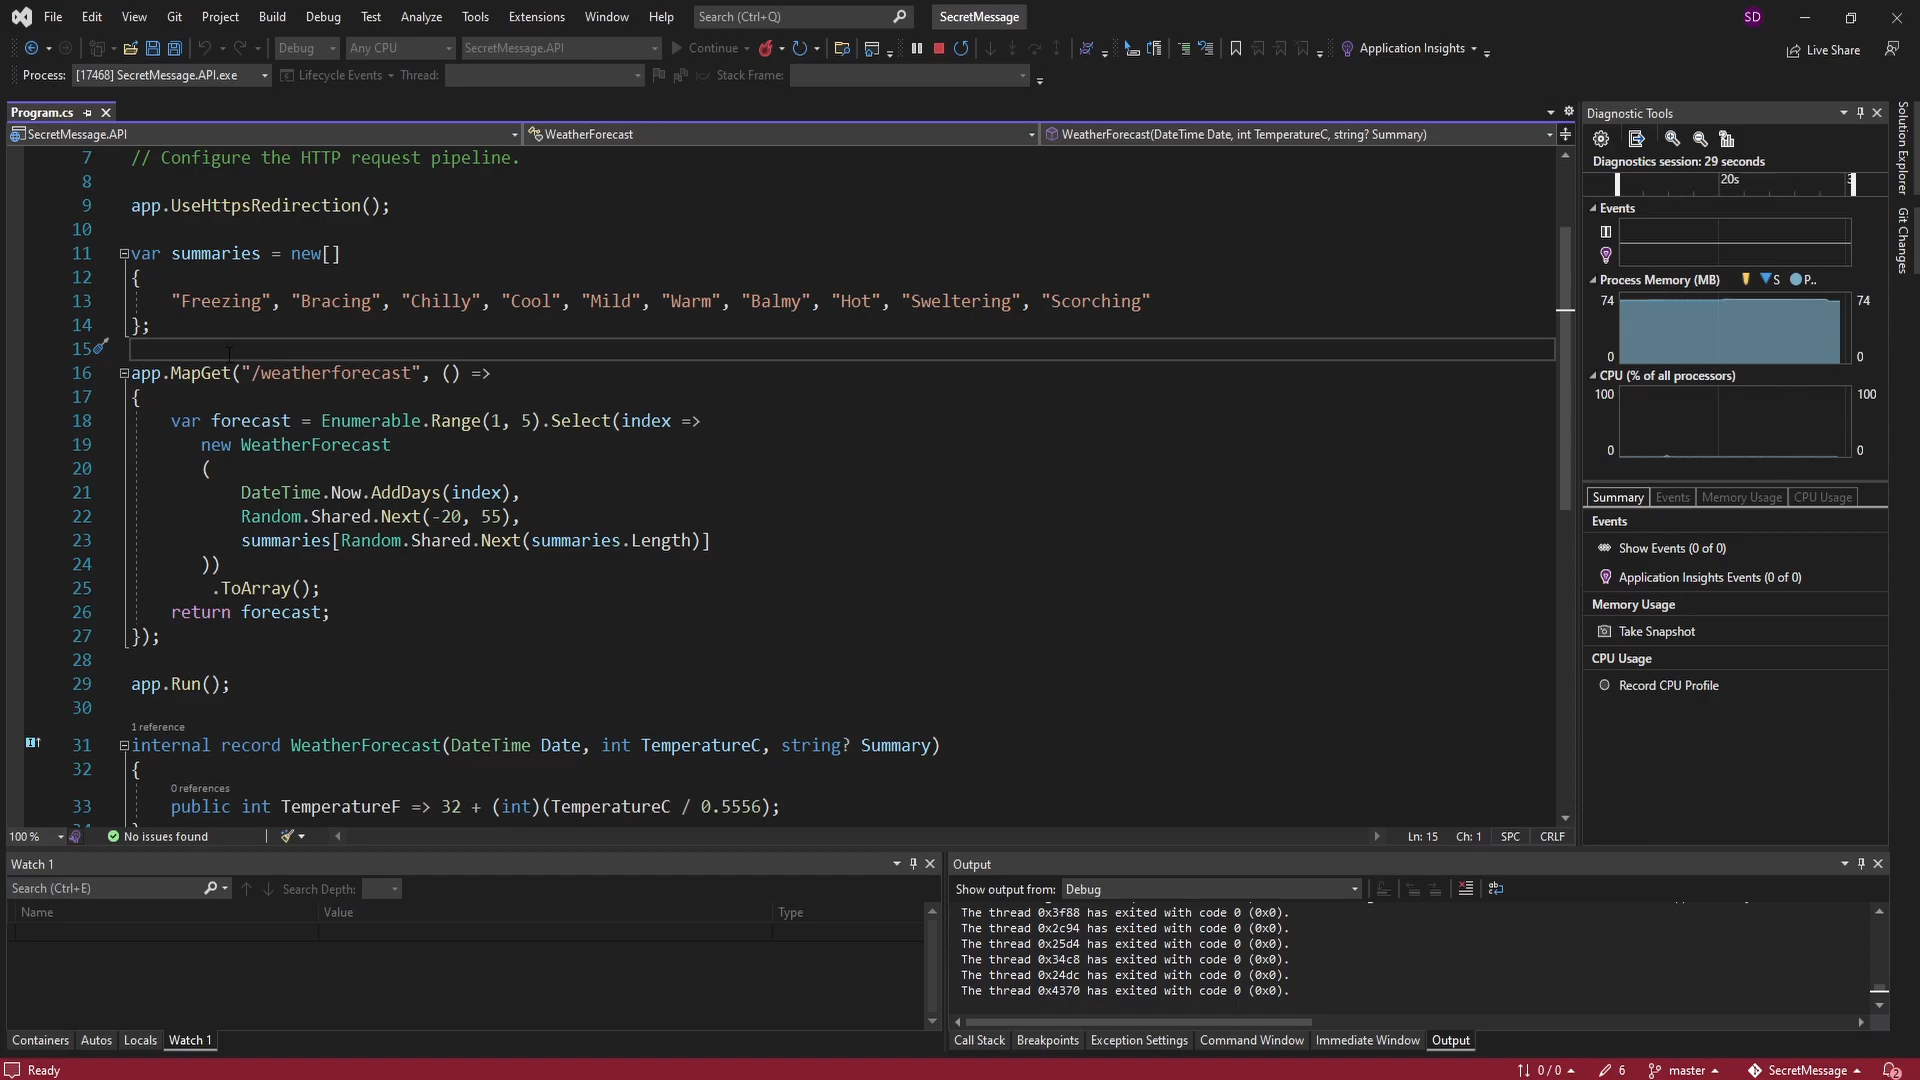 File Edit View Git Project Build Debug Test Analyze Tools Extensions Window Help Search (Ctrl+Q) SecretMessage SD
Debug Any CPU SecretMessage.API Continue Application Insights Live Share
Process: [17468] SecretMessage.API.exe Lifecycle Events Thread: Stack Frame:
Program.cs
SecretMessage.API WeatherForecast WeatherForecast(DateTime Date, int TemperatureC, string? Summary)
7 // Configure the HTTP request pipeline.
8
9 app.UseHttpsRedirection();
10
11 var summaries = new[]
12 {
13 "Freezing", "Bracing", "Chilly", "Cool", "Mild", "Warm", "Balmy", "Hot", "Sweltering", "Scorching"
14 };
15
16 app.MapGet("/weatherforecast", () =>
17 {
18 var forecast = Enumerable.Range(1, 5).Select(index =>
19 new WeatherForecast
20 (
21 DateTime.Now.AddDays(index),
22 Random.Shared.Next(-20, 55),
23 summaries[Random.Shared.Next(summaries.Length)]
24 ))
25 .ToArray();
26 return forecast;
27 });
28
29 app.Run();
30
1 reference
31 internal record WeatherForecast(DateTime Date, int TemperatureC, string? Summary)
32 {
0 references
33 public int TemperatureF => 32 + (int)(TemperatureC / 0.5556);
100 % No issues found Ln: 15 Ch: 1 SPC CRLF
Diagnostic Tools
Diagnostics session: 29 seconds
20s
Events
Process Memory (MB) S P..
74 74
0 0
CPU (% of all processors)
100 100
0 0
Summary Events Memory Usage CPU Usage
Events
Show Events (0 of 0)
Application Insights Events (0 of 0)
Memory Usage
Take Snapshot
CPU Usage
Record CPU Profile
Solution Explorer
Git Changes
Watch 1
Search (Ctrl+E) Search Depth:
Name Value Type
Containers Autos Locals Watch 1
Output
Show output from: Debug
The thread 0x3f88 has exited with code 0 (0x0).
The thread 0x2c94 has exited with code 0 (0x0).
The thread 0x25d4 has exited with code 0 (0x0).
The thread 0x34c8 has exited with code 0 (0x0).
The thread 0x24dc has exited with code 0 (0x0).
The thread 0x4370 has exited with code 0 (0x0).
Call Stack Breakpoints Exception Settings Command Window Immediate Window Output
Ready 0 / 0 6 master SecretMessage 2